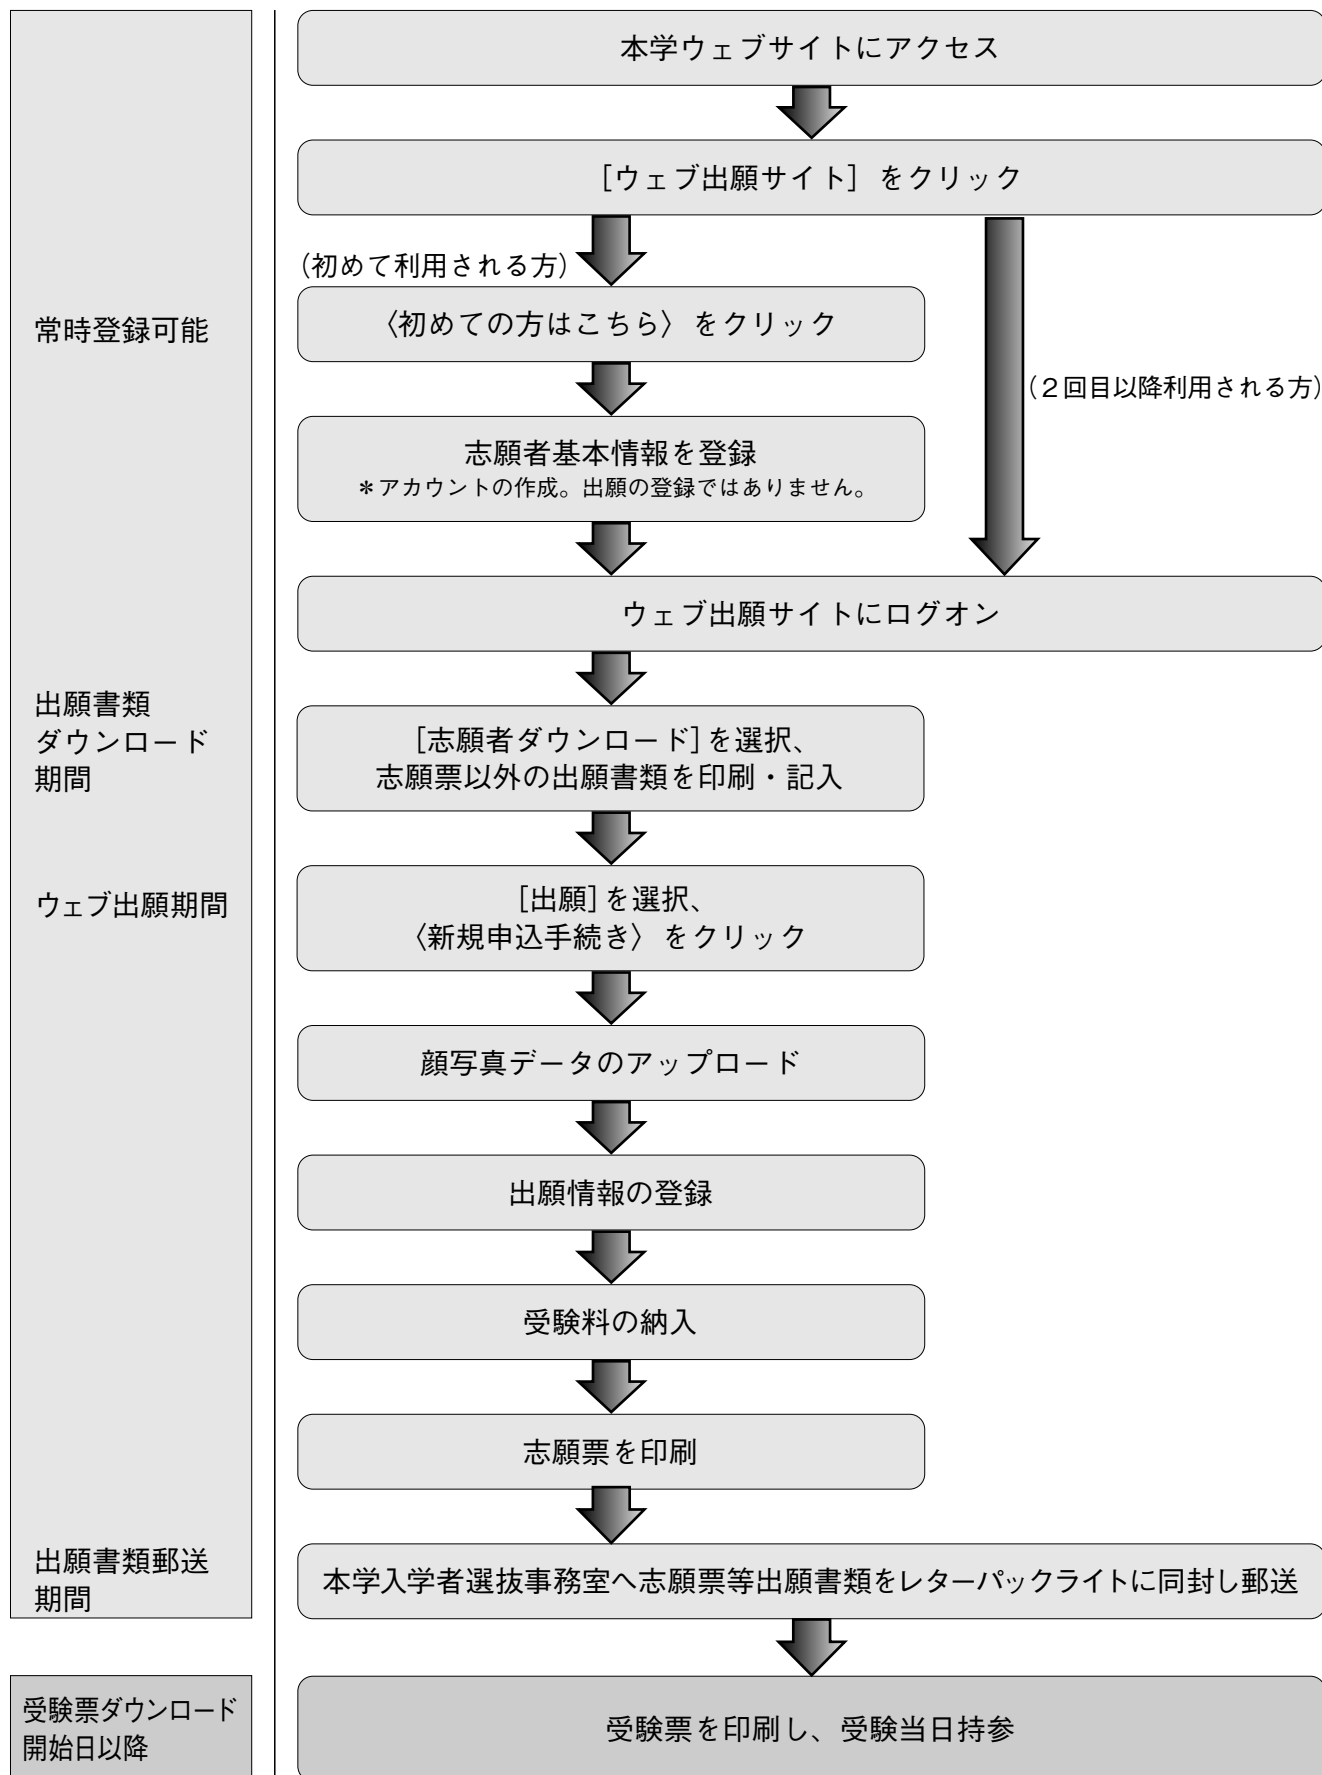 本学ウェブサイトにアクセス
［ウェブ出願サイト］をクリック
（初めて利用される方）
常時登録可能
〈初めての方はこちら〉をクリック
（２回目以降利用される方）
志願者基本情報を登録
＊アカウントの作成。出願の登録ではありません。
ウェブ出願サイトにログオン
出願書類
ダウンロード
期間
［志願者ダウンロード］を選択、
志願票以外の出願書類を印刷・記入
ウェブ出願期間
［出願］を選択、
〈新規申込手続き〉をクリック
顔写真データのアップロード
出願情報の登録
受験料の納入
志願票を印刷
出願書類郵送
期間
本学入学者選抜事務室へ志願票等出願書類をレターパックライトに同封し郵送
受験票ダウンロード
開始日以降
受験票を印刷し、受験当日持参